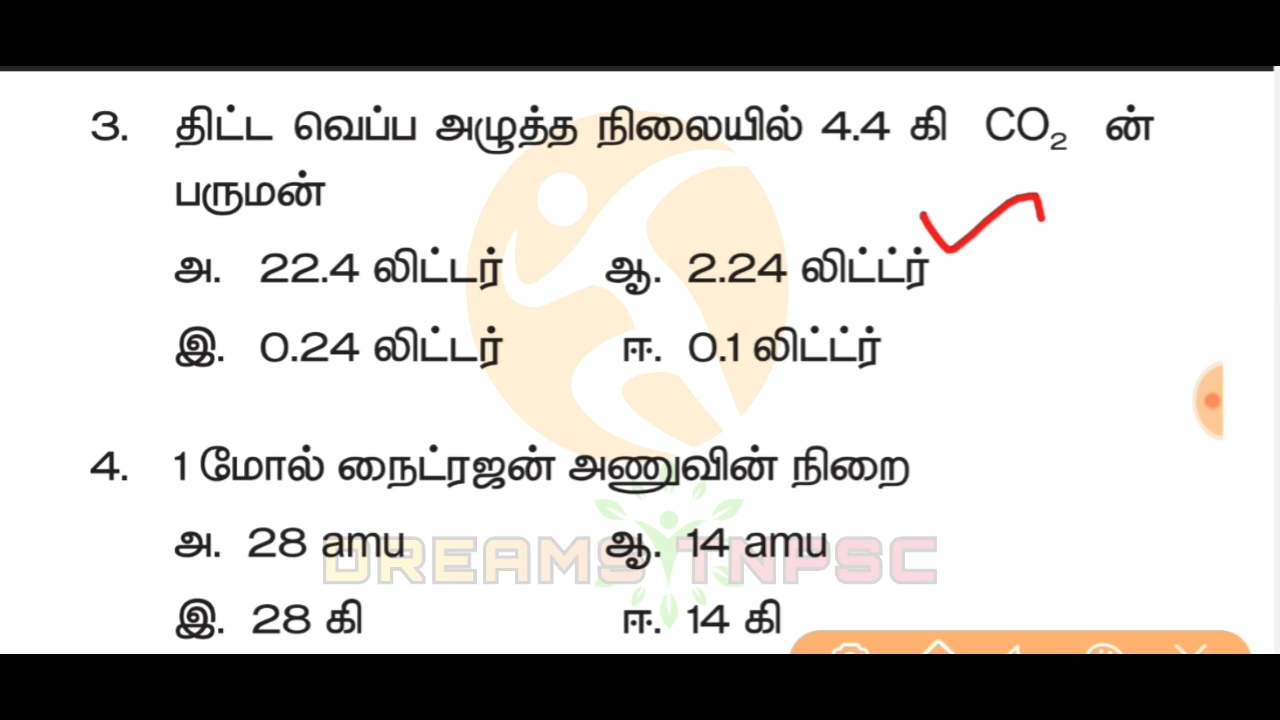 3. திட்ட வெப்ப அழுத்த நிலையில் 4.4 கி CO₂ ன்
பருமன்
அ. 22.4 லிட்டர் ஆ. 2.24 லிட்ட்ர்
இ. 0.24 லிட்டர் ஈ. 0.1 லிட்ட்ர்
4. 1 மோல் நைட்ரஜன் அணுவின் நிறை
அ. 28 amu ஆ. 14 amu
DREAMS TNPSC
இ. 28 கி ஈ. 14 கி